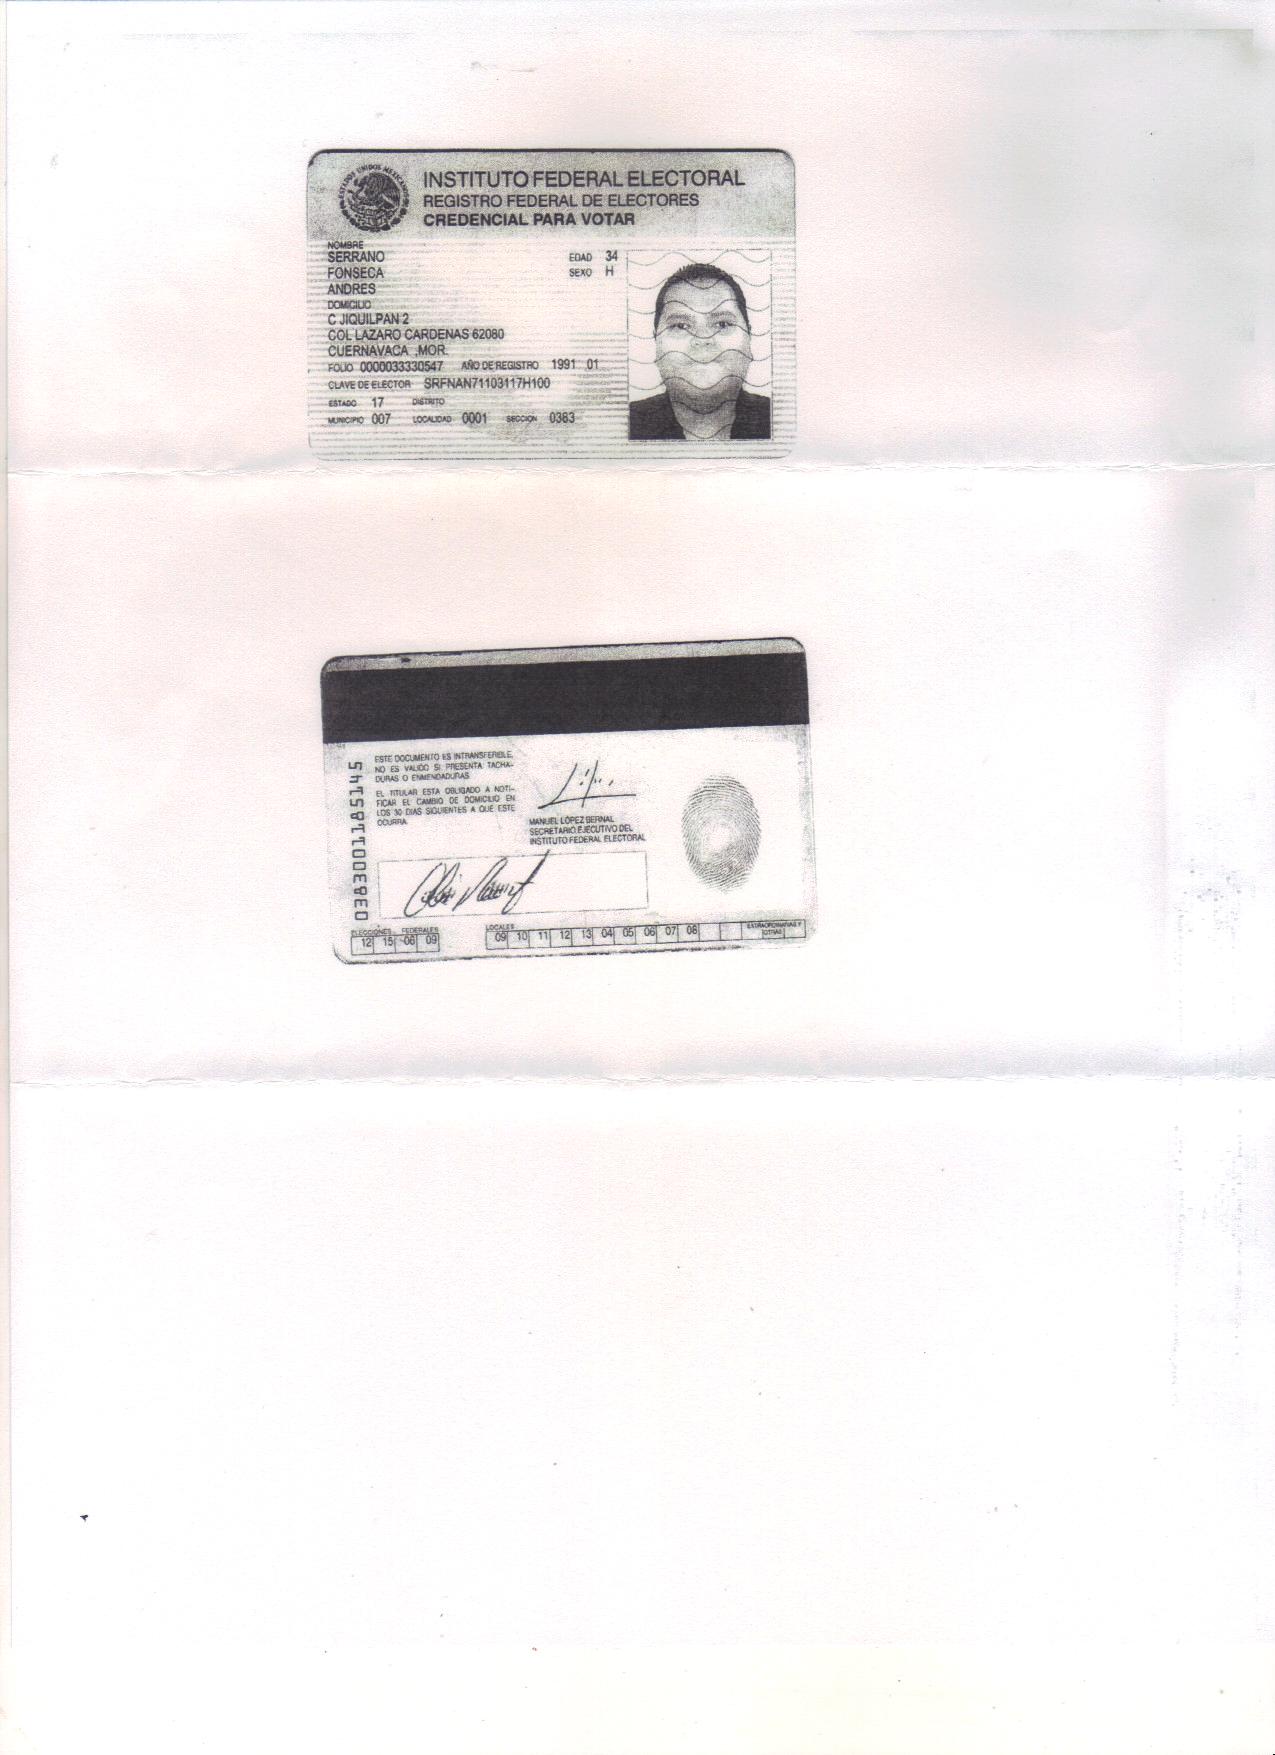 ESTADOS UNIDOS MEXICANOS
INSTITUTO FEDERAL ELECTORAL
REGISTRO FEDERAL DE ELECTORES
CREDENCIAL PARA VOTAR
NOMBRE
SERRANO
FONSECA
ANDRES
EDAD 34
SEXO H
DOMICILIO
C JIQUILPAN 2
COL LAZARO CARDENAS 62080
CUERNAVACA ,MOR.
FOLIO 0000033330547 AÑO DE REGISTRO 1991 01
CLAVE DE ELECTOR SRFNAN71103117H100
ESTADO 17 DISTRITO
MUNICIPIO 007 LOCALIDAD 0001 SECCION 0383
ESTE DOCUMENTO ES INTRANSFERIBLE,
NO ES VALIDO SI PRESENTA TACHA-
DURAS O ENMENDADURAS
EL TITULAR ESTA OBLIGADO A NOTI-
FICAR EL CAMBIO DE DOMICILIO EN
LOS 30 DIAS SIGUIENTES A QUE ESTE
OCURRA.
MANUEL LÓPEZ BERNAL
SECRETARIO EJECUTIVO DEL
INSTITUTO FEDERAL ELECTORAL
0383001185145
ELECCIONES FEDERALES
12 15 06 09
LOCALES
09 10 11 12 13 04 05 06 07 08
EXTRAORDINARIAS Y
OTRAS